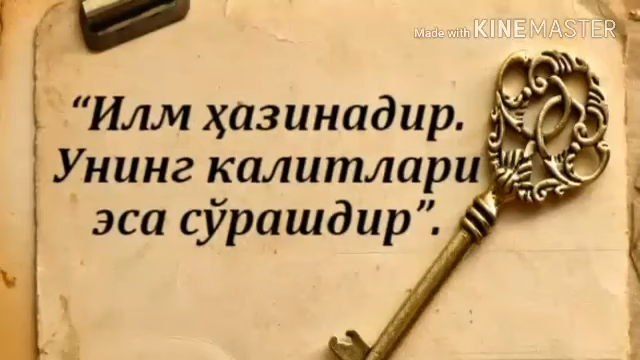 Made with KINEMASTER
“Илм ҳазинадир.
Унинг калитлари
эса сўрашдир”.